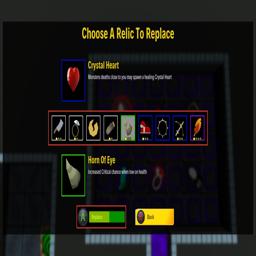 Choose A Relic To Replace
Crystal Heart
Monsters deaths close to you may spawn a healing Crystal Heart
Horn Of Eye
Increased Critical chance when low on health
Replace
Back